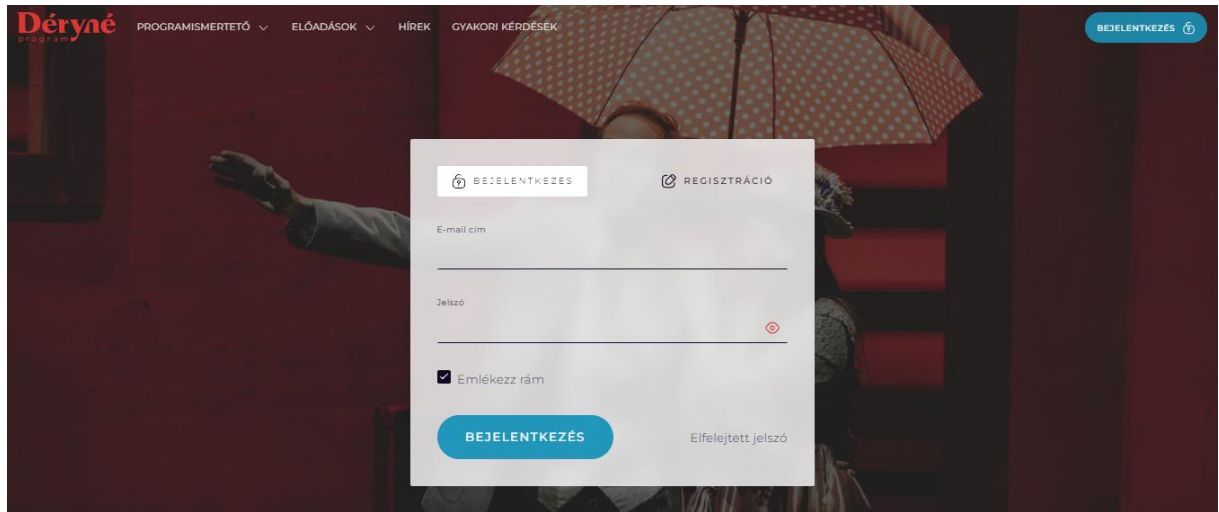 Déryné
program
PROGRAMISMERTETŐ
ELŐADÁSOK
HÍREK
GYAKORI KÉRDÉSEK
BEJELENTKEZÉS
BEJELENTKEZÉS
REGISZTRÁCIÓ
E-mail cím
Jelszó
Emlékezz rám
BEJELENTKEZÉS
Elfelejtett jelszó